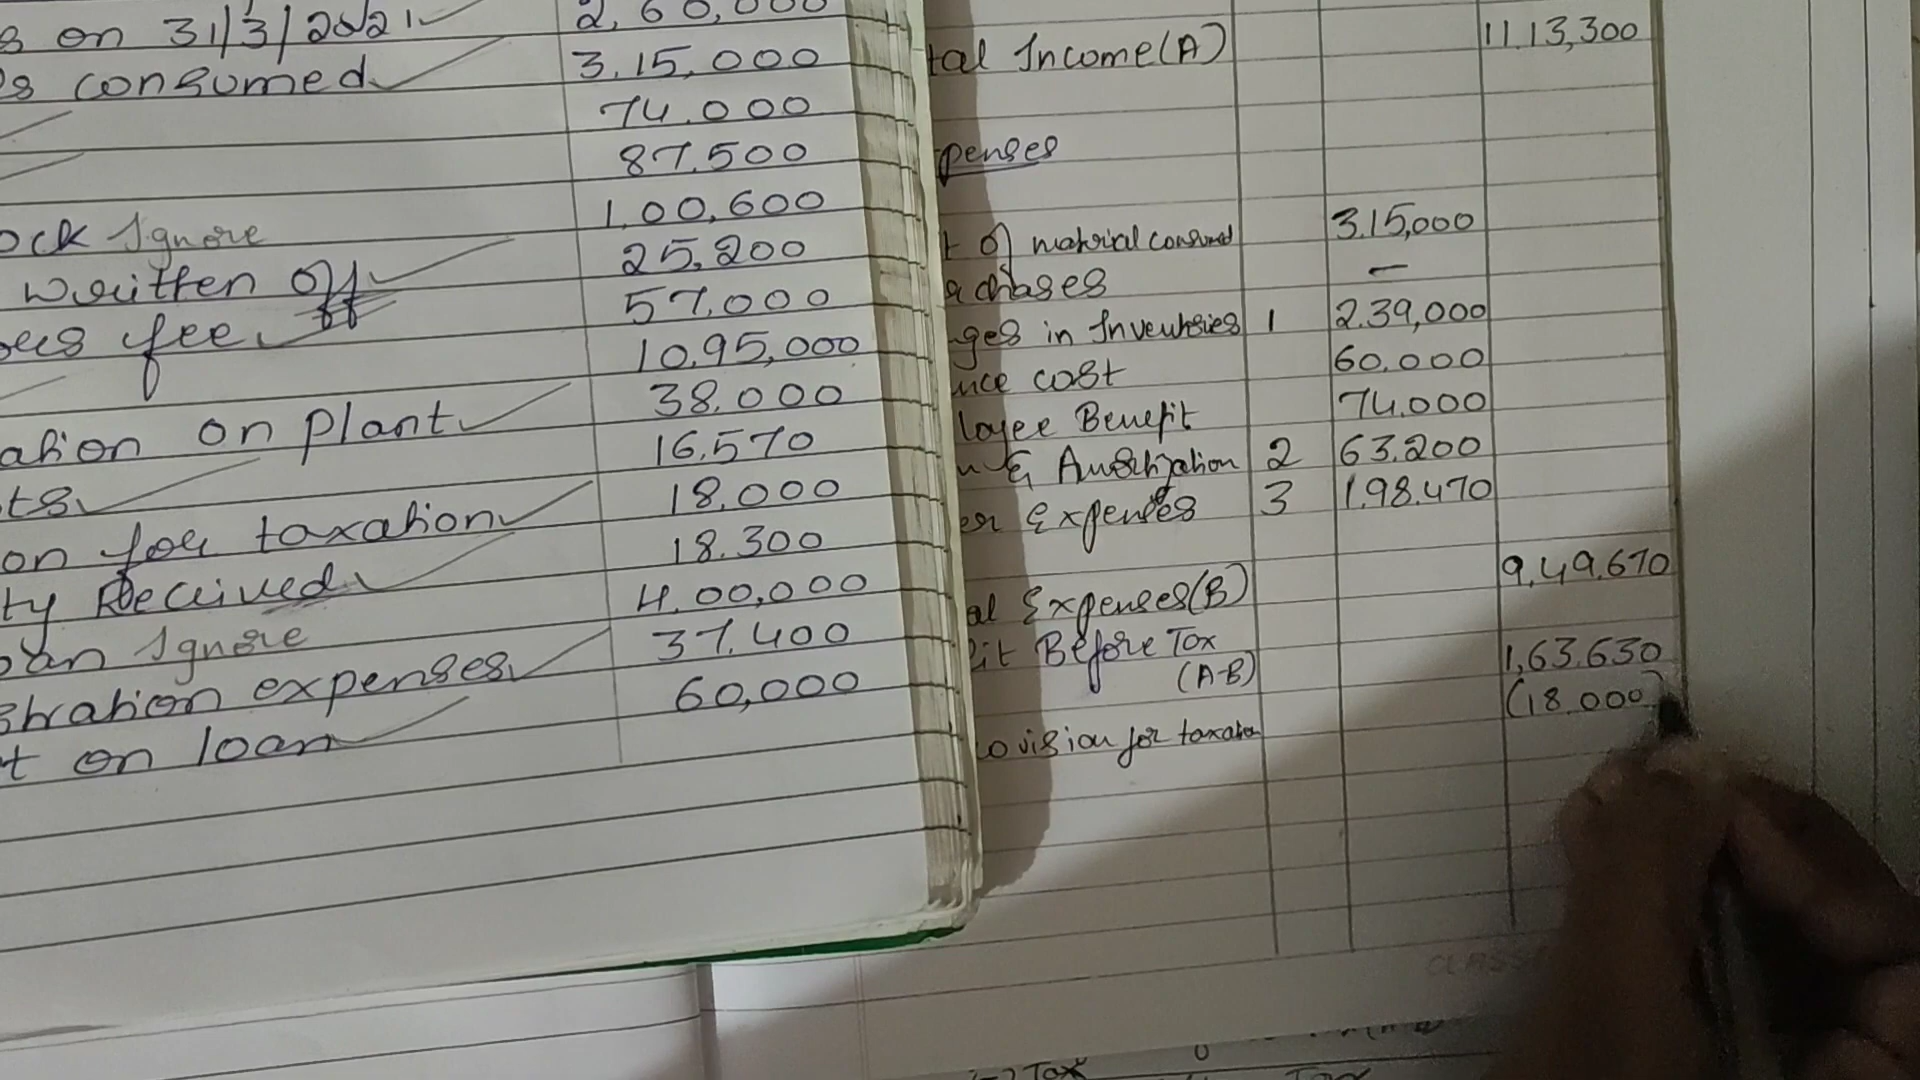 s on 31/3/2021 2,60,000
s consumed 3,15,000
74,000
87,500
ock Ignore 1,00,600
written off 25,200
ees fee 57,000
10,95,000
ation on plant 38,000
ts 16,570
on for taxation 18,000
ty Received 18,300
oan Ignore 4,00,000
stration expenses 37,400
t on loan 60,000
tal Income (A) 11,13,300
penses
t of material consumed 3,15,000
chases —
ges in Inventories 1 2,39,000
nce cost 60,000
loyee Benefit 74,000
n & Amortization 2 63,200
er Expenses 3 1,98,470
al Expenses (B) 9,49,670
fit Before Tax 1,63,630
(A-B)
ovision for taxation (18,000)
CLASS
Tax